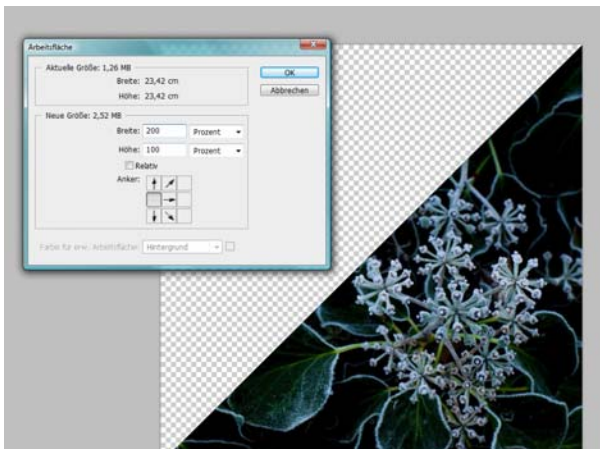 Arbeitsfläche
Aktuelle Größe: 1,26 MB
Breite: 23,42 cm
Höhe: 23,42 cm
OK
Abbrechen
Neue Größe: 2,52 MB
Breite: 200 Prozent
Höhe: 100 Prozent
Relativ
Anker:
Farbe für erw. Arbeitsfläche: Hintergrund